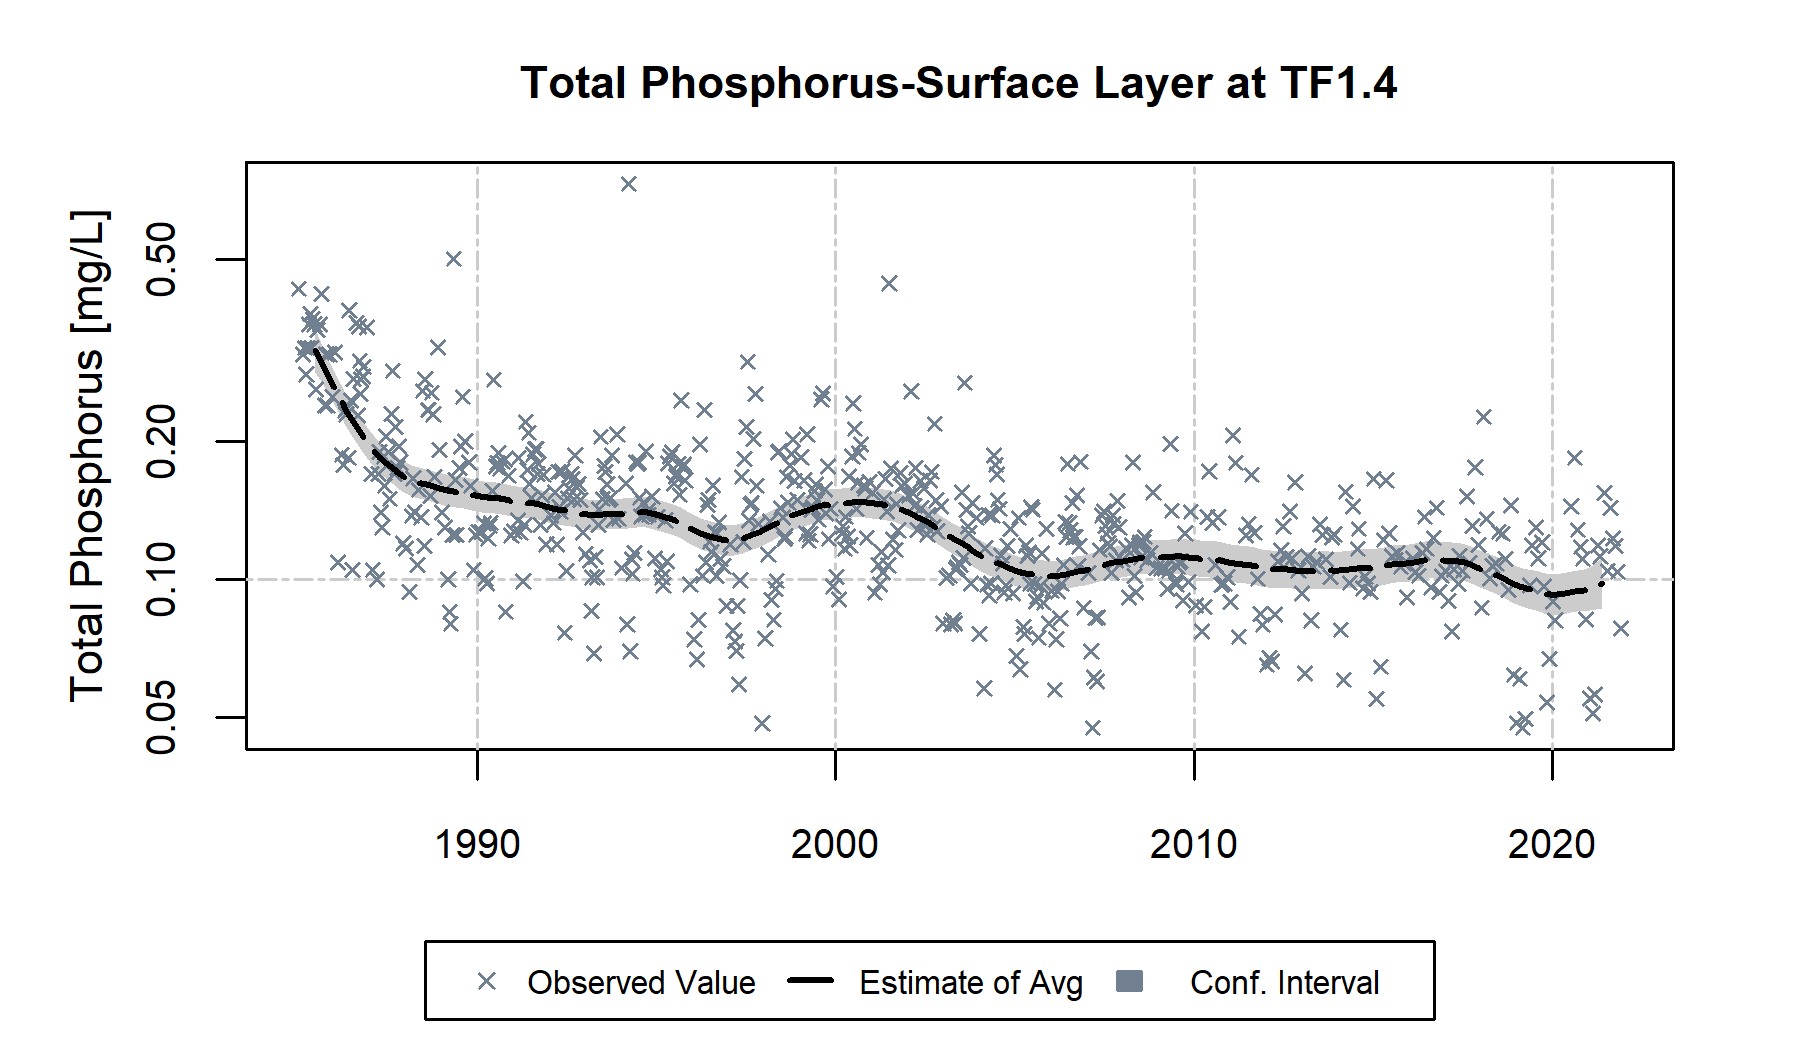 Total Phosphorus-Surface Layer at TF1.4
Total Phosphorus [mg/L]
0.50
0.20
0.10
0.05
1990 2000 2010 2020
Observed Value Estimate of Avg Conf. Interval